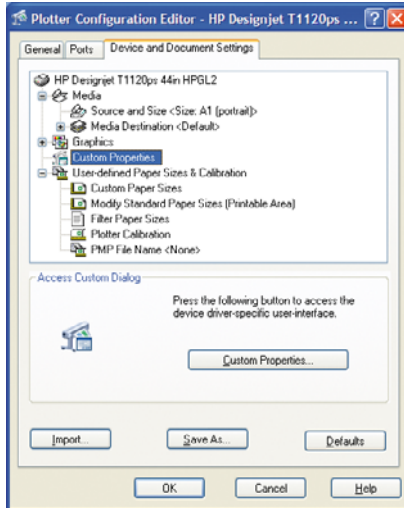 Plotter Configuration Editor - HP Designjet T1120ps ...
General
Ports
Device and Document Settings
HP Designjet T1120ps 44in HPGL2
Media
Source and Size <Size: A1 (portrait)>
Media Destination <Default>
Graphics
Custom Properties
User-defined Paper Sizes & Calibration
Custom Paper Sizes
Modify Standard Paper Sizes (Printable Area)
Filter Paper Sizes
Plotter Calibration
PMP File Name <None>
Access Custom Dialog
Press the following button to access the
device driver-specific user-interface.
Custom Properties...
Import...
Save As...
Defaults
OK
Cancel
Help